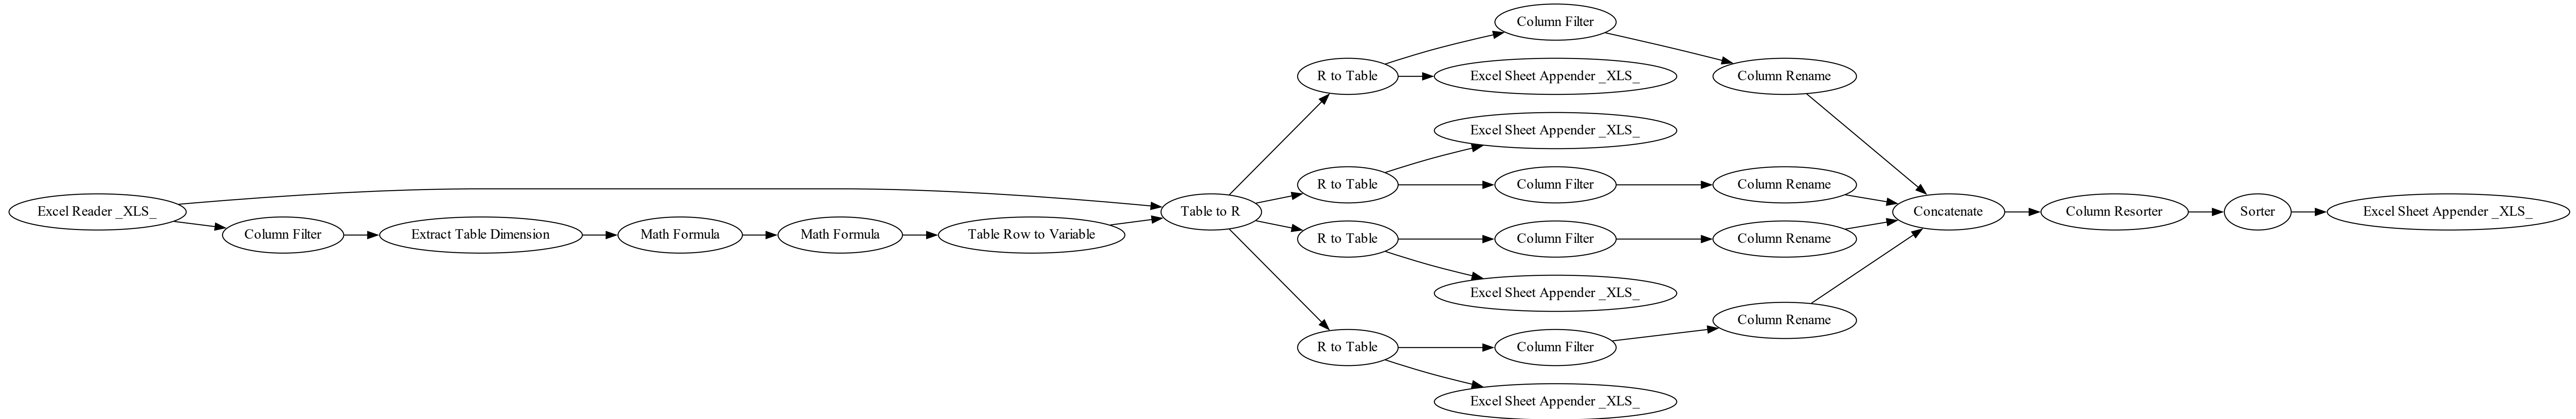 Excel Reader _XLS_
Column Filter
Extract Table Dimension
Math Formula
Math Formula
Table Row to Variable
Table to R
R to Table
Column Filter
Excel Sheet Appender _XLS_
Column Rename
R to Table
Excel Sheet Appender _XLS_
Column Filter
Column Rename
R to Table
Column Filter
Column Rename
Excel Sheet Appender _XLS_
R to Table
Column Filter
Column Rename
Excel Sheet Appender _XLS_
Concatenate
Column Resorter
Sorter
Excel Sheet Appender _XLS_